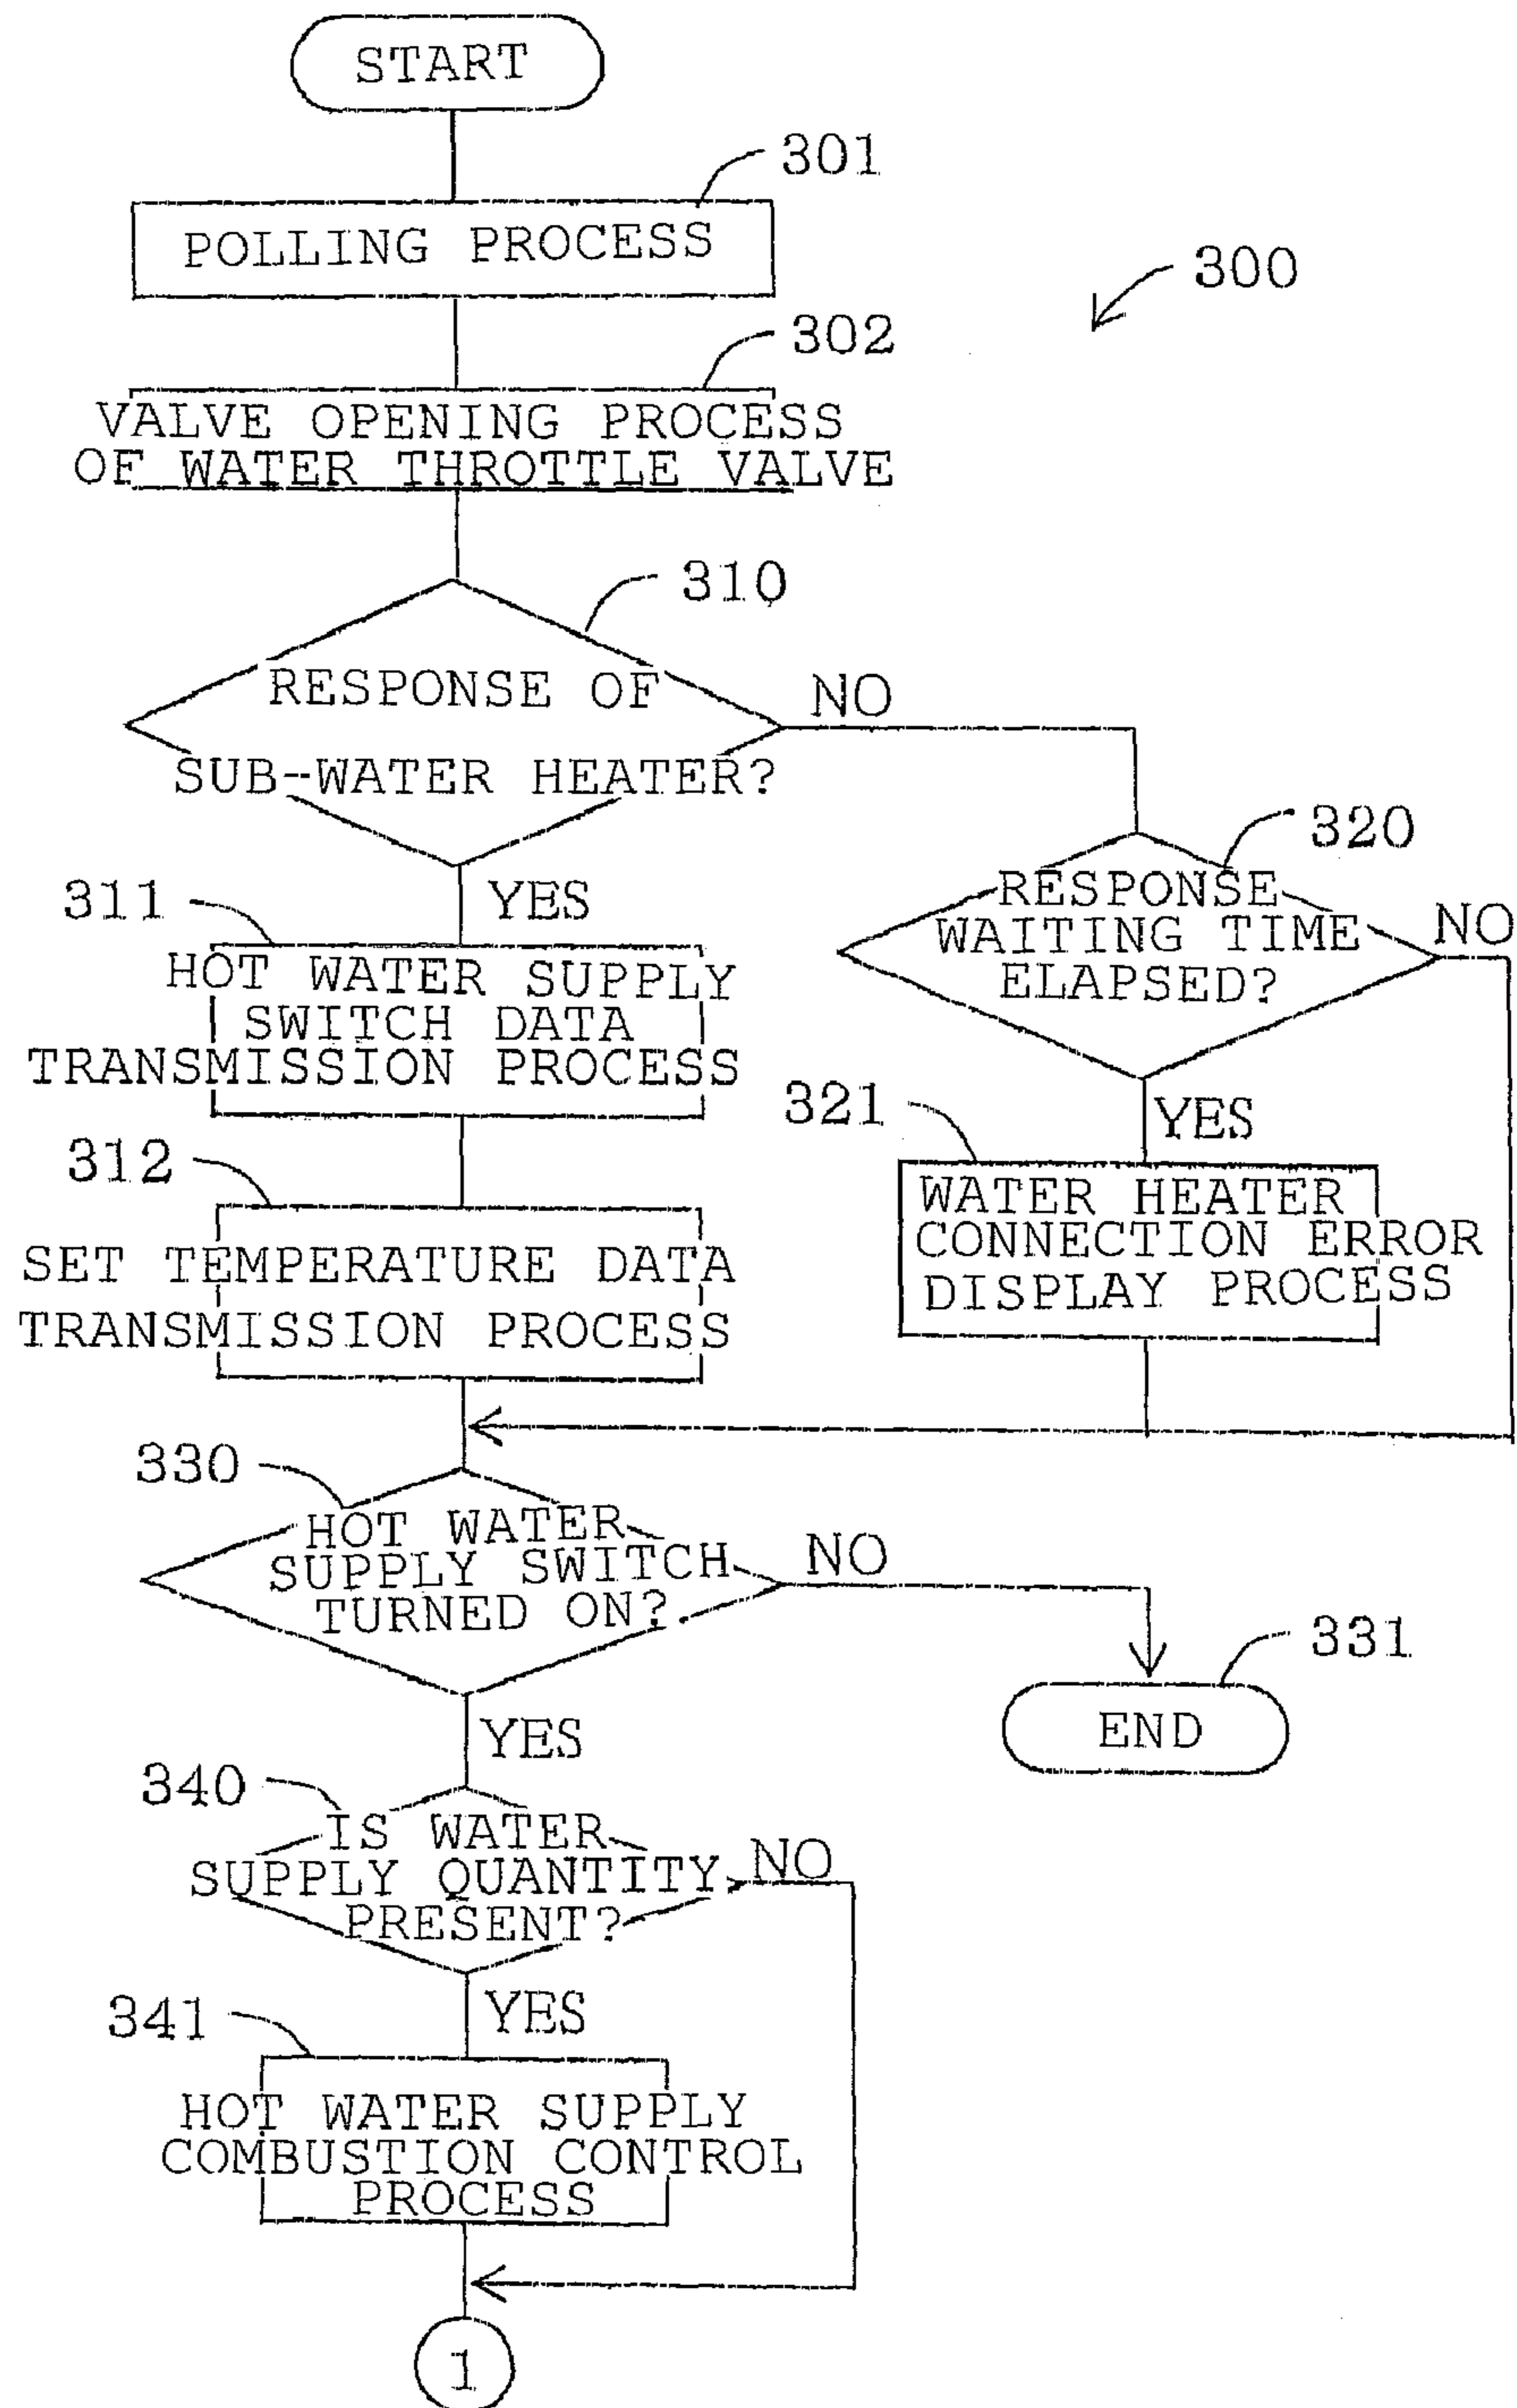 START
301
POLLING PROCESS
300
302
VALVE OPENING PROCESS
OF WATER THROTTLE VALVE
310
RESPONSE OF
SUB-WATER HEATER?
NO
YES
320
RESPONSE
WAITING TIME
ELAPSED?
NO
311
HOT WATER SUPPLY
SWITCH DATA
TRANSMISSION PROCESS
321
YES
WATER HEATER
CONNECTION ERROR
DISPLAY PROCESS
312
SET TEMPERATURE DATA
TRANSMISSION PROCESS
330
HOT WATER
SUPPLY SWITCH
TURNED ON?
NO
331
END
YES
340
IS WATER
SUPPLY QUANTITY
PRESENT?
NO
YES
341
HOT WATER SUPPLY
COMBUSTION CONTROL
PROCESS
1